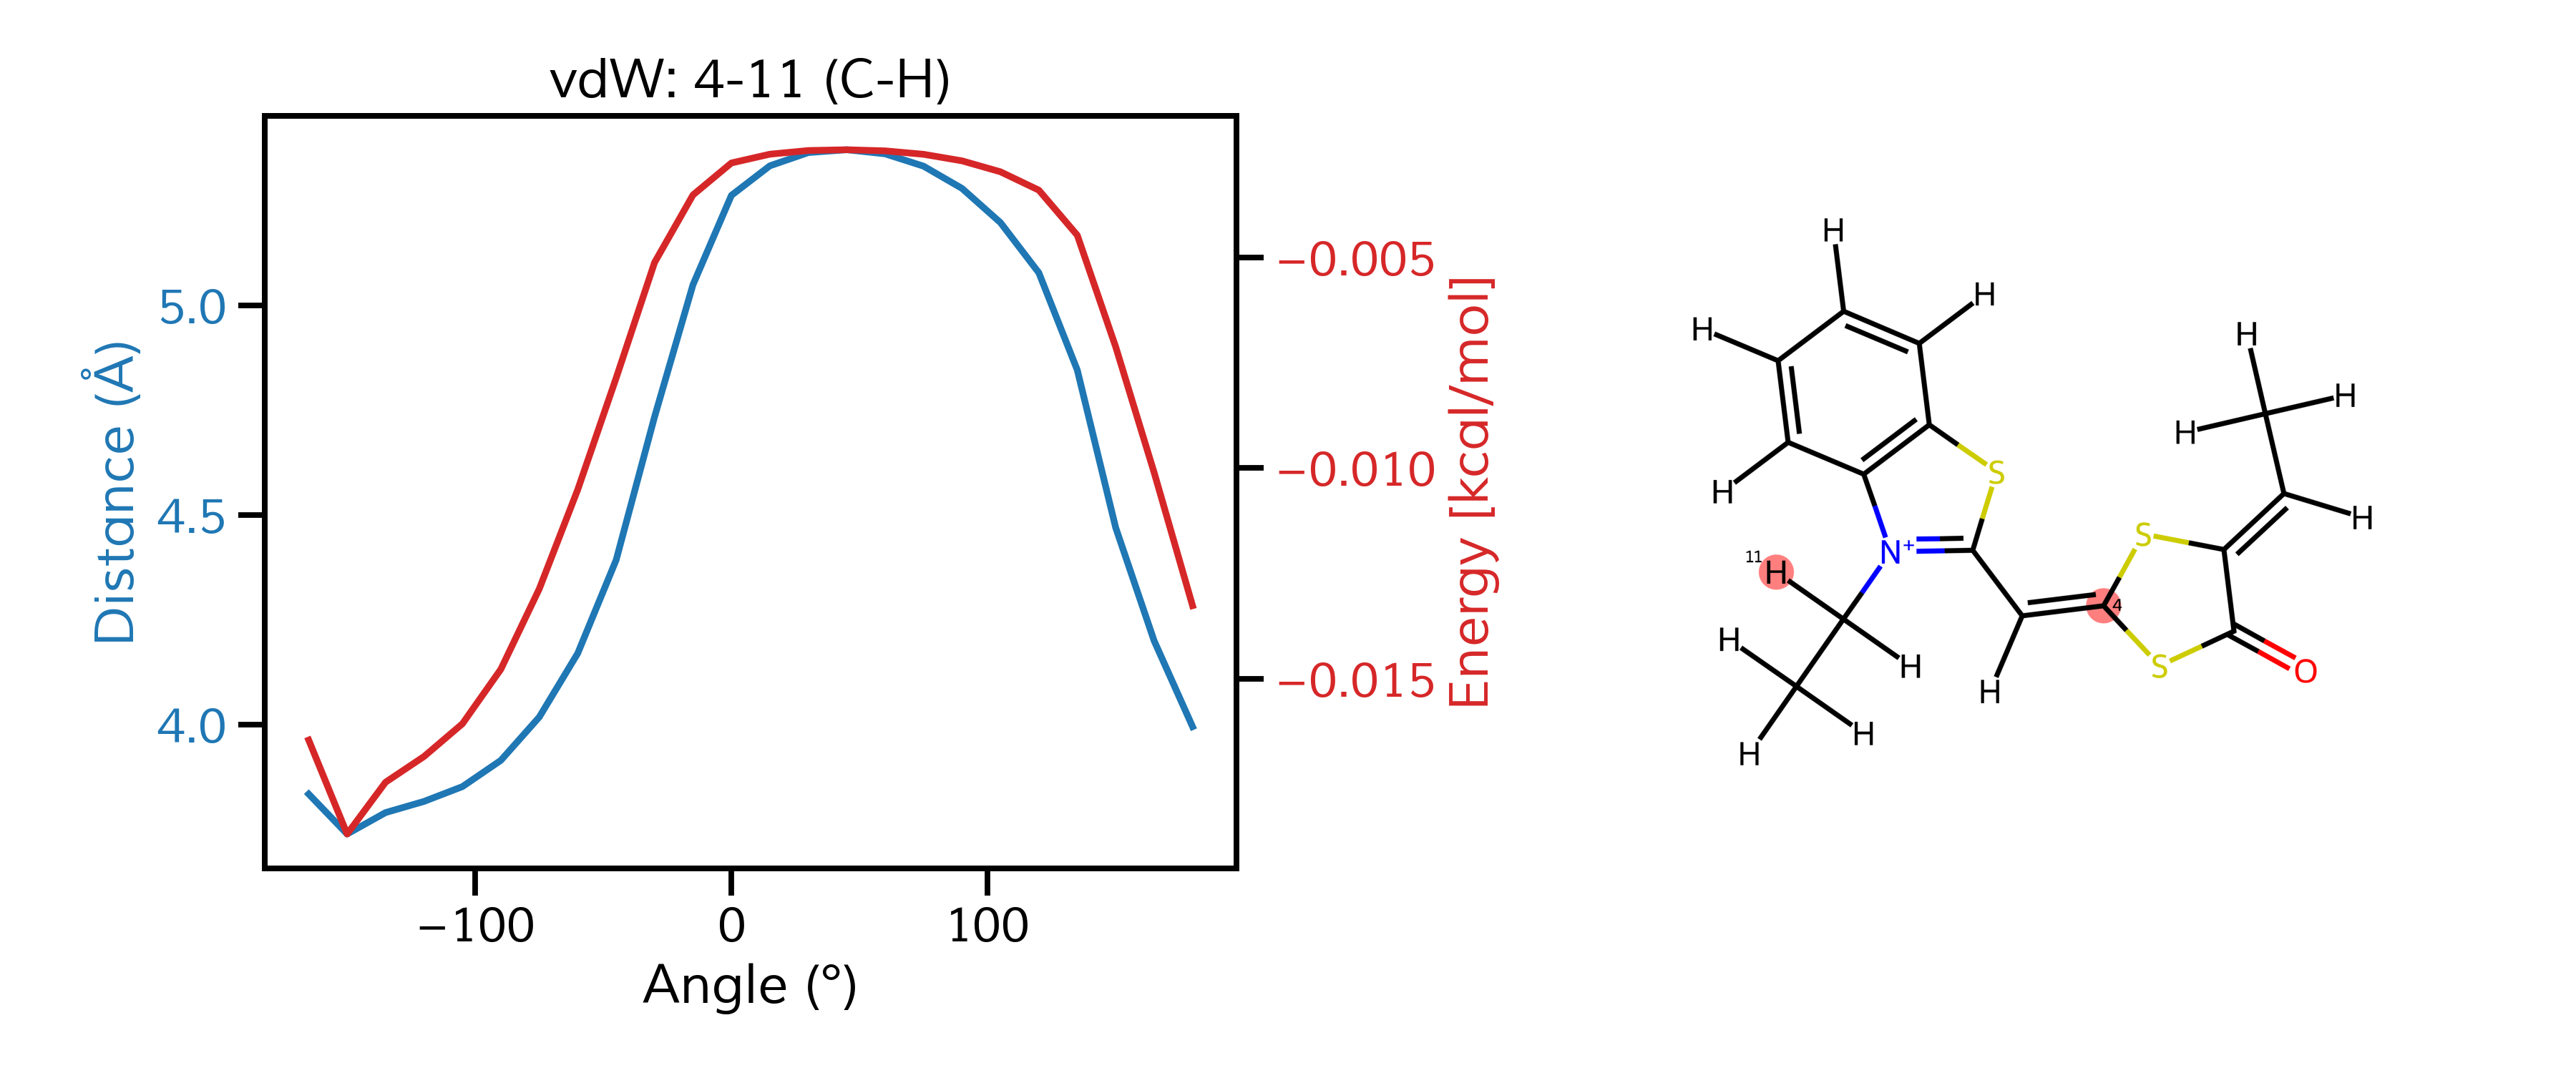 vdW: 4-11 (C-H)
5.0
4.5
4.0
Distance (Å)
−100
0
100
Angle (°)
−0.005
−0.010
−0.015
Energy [kcal/mol]
H
H
H
H
H
H
H
S
H
S
N+
11
H
4
H
H
S
O
H
H
H
H